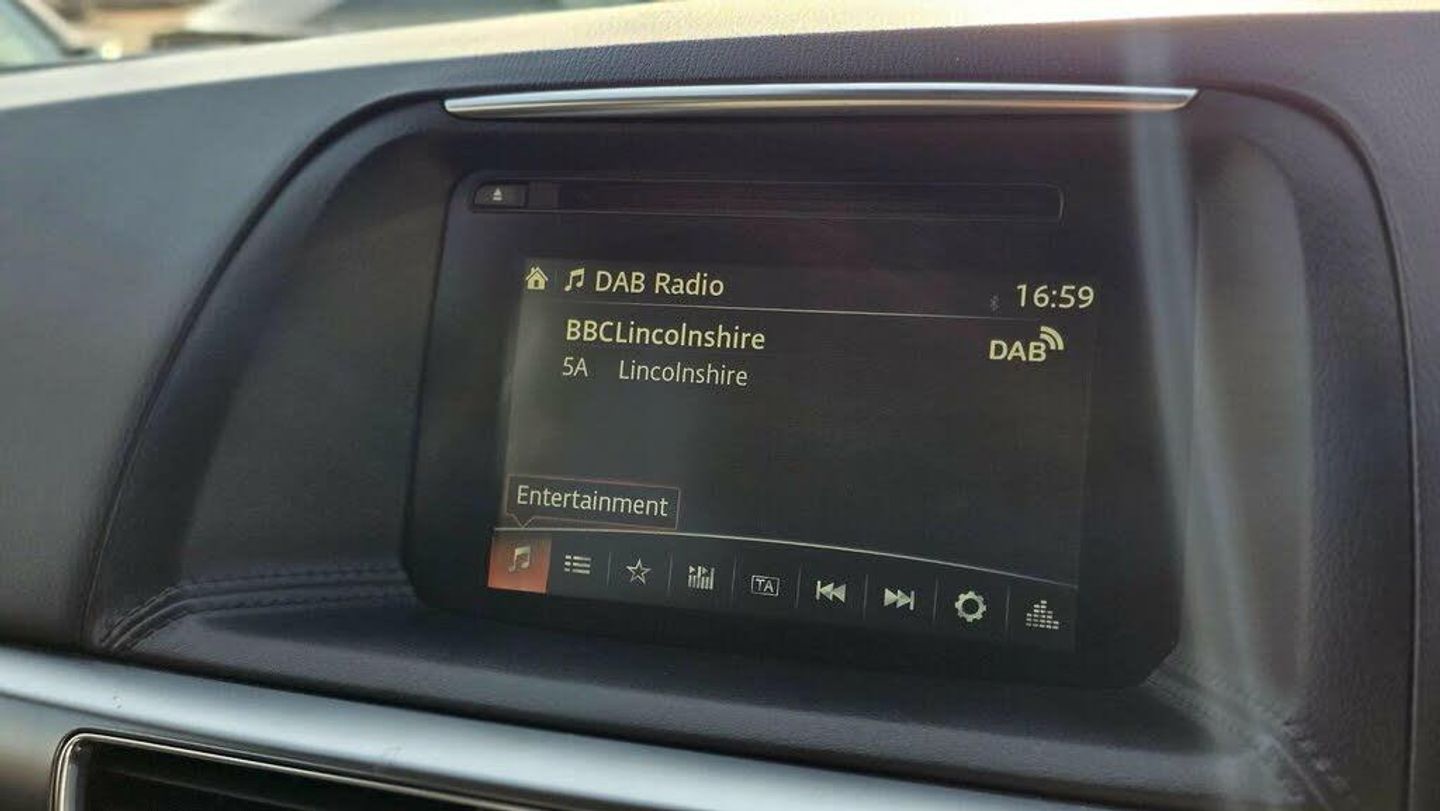 DAB Radio 16:59
BBCLincolnshire
DAB
5A Lincolnshire
Entertainment
TA